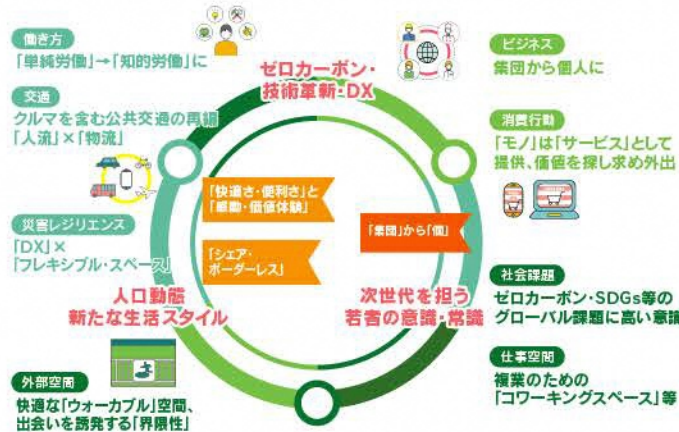 働き方
「単純労働」→「知的労働」に
交通
クルマを含む公共交通の再編
「人流」×「物流」
災害レジリエンス
「DX」×
「フレキシブル・スペース」
外部空間
快適な「ウォーカブル」空間、
出会いを誘発する「界隈性」
ゼロカーボン・
技術革新・DX
「快適さ・便利さ」と
「感動・価値体験」
「シェア・
ボーダーレス」
「集団」から「個」
人口動態
新たな生活スタイル
次世代を担う
若者の意識・常識
ビジネス
集団から個人に
消費行動
「モノ」は「サービス」として
提供、価値を探し求め外出
社会課題
ゼロカーボン・SDGs等の
グローバル課題に高い意識
仕事空間
複業のための
「コワーキングスペース」等